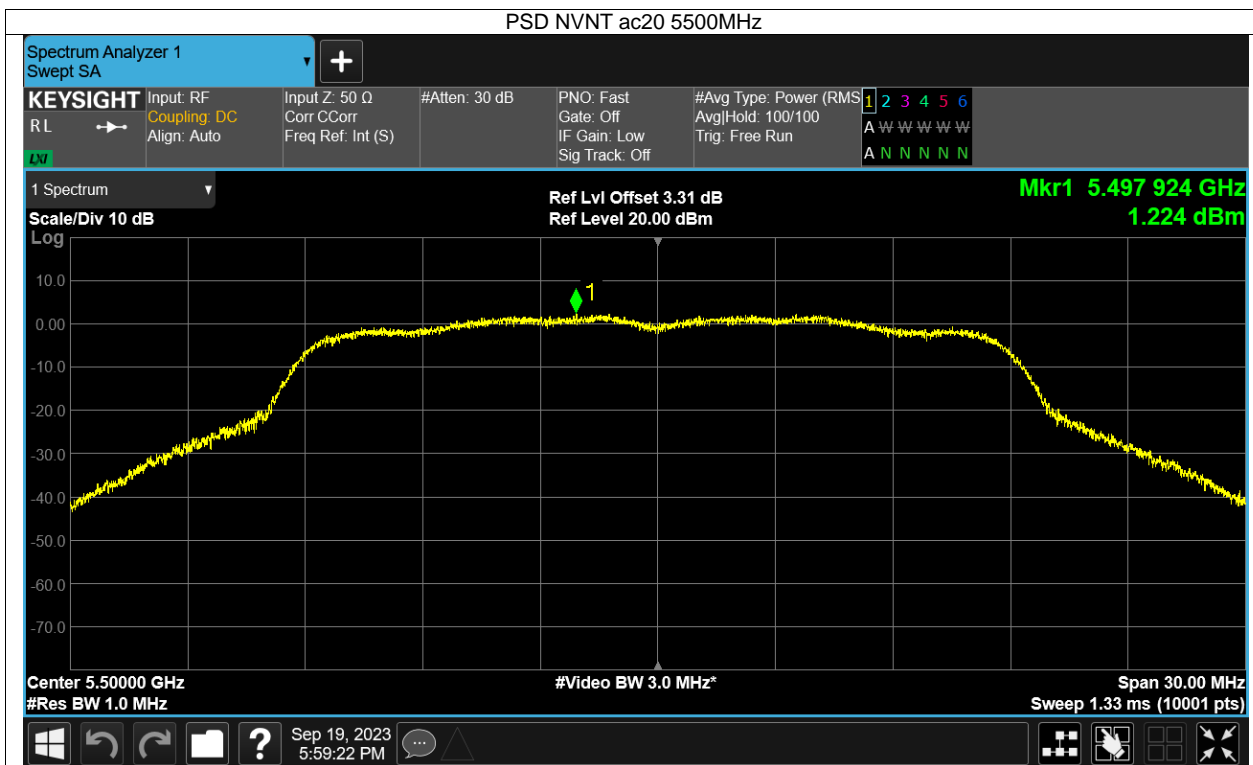 PSD NVNT ac20 5500MHz
Spectrum Analyzer 1
Swept SA
KEYSIGHT
R L
LXI
Input: RF
Coupling: DC
Align: Auto
Input Z: 50 Ω
Corr CCorr
Freq Ref: Int (S)
#Atten: 30 dB
PNO: Fast
Gate: Off
IF Gain: Low
Sig Track: Off
#Avg Type: Power (RMS
Avg|Hold: 100/100
Trig: Free Run
1 2 3 4 5 6
A W W W W W
A N N N N N
1 Spectrum
Scale/Div 10 dB
Ref Lvl Offset 3.31 dB
Ref Level 20.00 dBm
Mkr1 5.497 924 GHz
1.224 dBm
Log
10.0
0.00
-10.0
-20.0
-30.0
-40.0
-50.0
-60.0
-70.0
1
Center 5.50000 GHz
#Res BW 1.0 MHz
#Video BW 3.0 MHz*
Span 30.00 MHz
Sweep 1.33 ms (10001 pts)
?
Sep 19, 2023
5:59:22 PM